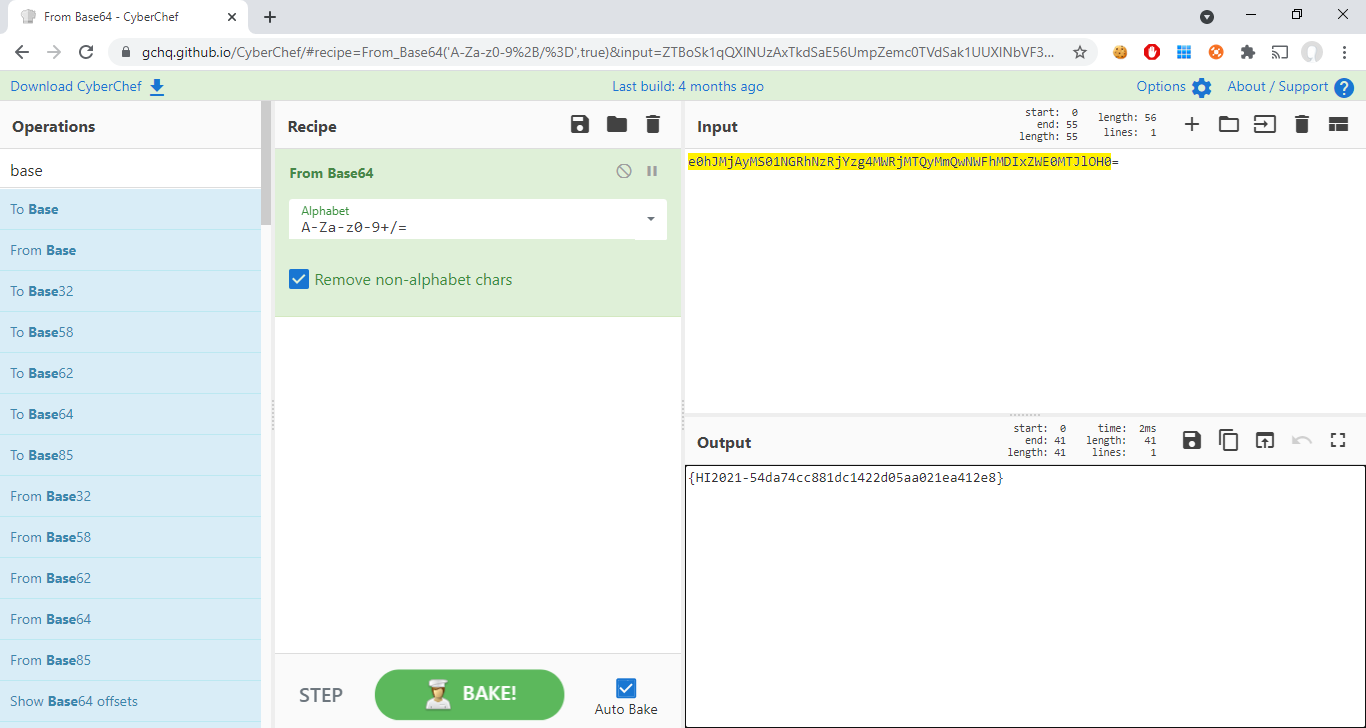 From Base64 - CyberChef
gchq.github.io/CyberChef/#recipe=From_Base64('A-Za-z0-9%2B/%3D',true)&input=ZTBoSk1qQXlNUzAxTkdSaE56UmpZemc0TVdSak1UUXlNbVF3...
Download CyberChef
Last build: 4 months ago
Options
About / Support
Operations
base
To Base
From Base
To Base32
To Base58
To Base62
To Base64
To Base85
From Base32
From Base58
From Base62
From Base64
From Base85
Show Base64 offsets
Recipe
From Base64
Alphabet
A-Za-z0-9+/=
Remove non-alphabet chars
STEP
BAKE!
Auto Bake
Input
start: 0
end: 55
length: 55
length: 56
lines: 1
e0hJMjAyMS01NGRhNzRjYzg4MWRjMTQyMmQwNWFhMDIxZWE0MTJlOH0=
Output
start: 0
end: 41
length: 41
time: 2ms
length: 41
lines: 1
{HI2021-54da74cc881dc1422d05aa021ea412e8}